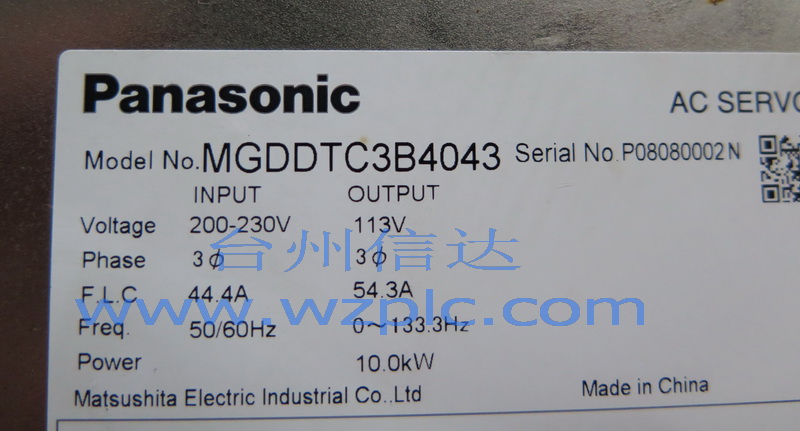 Panasonic
AC SERVO
Model No. MGDDTC3B4043 Serial No. P08080002N
INPUT OUTPUT
Voltage 200-230V 113V
台州信达
Phase 3ϕ 3ϕ
F.L.C 44.4A 54.3A
www.wzplc.com
Freq. 50/60Hz 0~133.3Hz
Power 10.0kW
Matsushita Electric Industrial Co.,Ltd Made in China